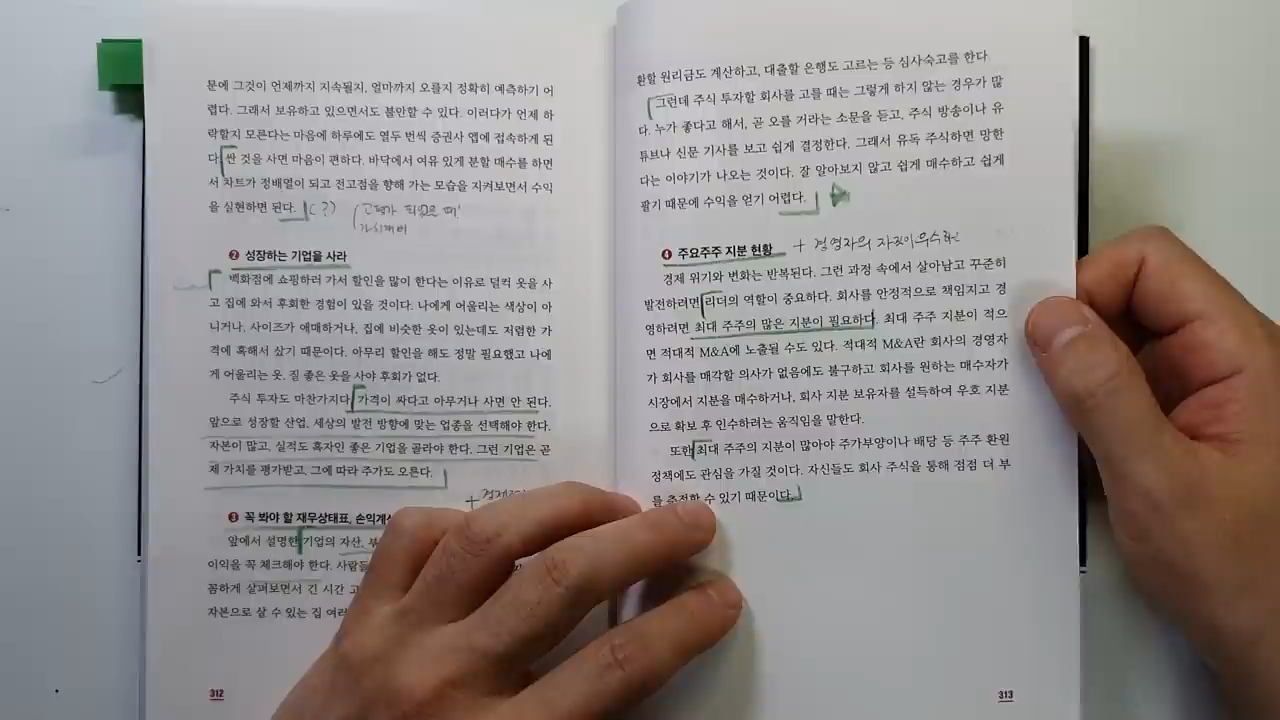 문에 그것이 언제까지 지속될지, 얼마까지 오를지 정확히 예측하기 어
렵다. 그래서 보유하고 있으면서도 불안할 수 있다. 이러다가 언제 하
락할지 모른다는 마음에 하루에도 열두 번씩 증권사 앱에 접속하게 된
다. 싼 것을 사면 마음이 편하다. 바닥에서 여유 있게 분할 매수를 하면
서 차트가 정배열이 되고 전고점을 향해 가는 모습을 지켜보면서 수익
을 실현하면 된다. (?)
❷ 성장하는 기업을 사라
백화점에 쇼핑하러 가서 할인을 많이 한다는 이유로 덜컥 옷을 사
고 집에 와서 후회한 경험이 있을 것이다. 나에게 어울리는 색상이 아
니거나, 사이즈가 애매하거나, 집에 비슷한 옷이 있는데도 저렴한 가
격에 혹해서 샀기 때문이다. 아무리 할인을 해도 정말 필요했고 나에
게 어울리는 옷, 질 좋은 옷을 사야 후회가 없다.
주식 투자도 마찬가지다. 가격이 싸다고 아무거나 사면 안 된다.
앞으로 성장할 산업, 세상의 발전 방향에 맞는 업종을 선택해야 한다.
자본이 많고, 실적도 흑자인 좋은 기업을 골라야 한다. 그런 기업은 곧
제 가치를 평가받고, 그에 따라 주가도 오른다.
❸ 꼭 봐야 할 재무상태표, 손익계산
앞에서 설명한 기업의 자산, 부
이익을 꼭 체크해야 한다. 사람들
꼼하게 살펴보면서 긴 시간 고
자본으로 살 수 있는 집 여러
312
환할 원리금도 계산하고, 대출할 은행도 고르는 등 심사숙고를 한다
그런데 주식 투자할 회사를 고를 때는 그렇게 하지 않는 경우가 많
다. 누가 좋다고 해서, 곧 오를 거라는 소문을 듣고, 주식 방송이나 유
튜브나 신문 기사를 보고 쉽게 결정한다. 그래서 유독 주식하면 망한
다는 이야기가 나오는 것이다. 잘 알아보지 않고 쉽게 매수하고 쉽게
팔기 때문에 수익을 얻기 어렵다.
❹ 주요주주 지분 현황 + 경영자의
경제 위기와 변화는 반복된다. 그런 과정 속에서 살아남고 꾸준히
발전하려면 리더의 역할이 중요하다. 회사를 안정적으로 책임지고 경
영하려면 최대 주주의 많은 지분이 필요하다. 최대 주주 지분이 적으
면 적대적 M&A에 노출될 수도 있다. 적대적 M&A란 회사의 경영자
가 회사를 매각할 의사가 없음에도 불구하고 회사를 원하는 매수자가
시장에서 지분을 매수하거나, 회사 지분 보유자를 설득하여 우호 지분
으로 확보 후 인수하려는 움직임을 말한다.
또한 최대 주주의 지분이 많아야 주가부양이나 배당 등 주주 환원
정책에도 관심을 가질 것이다. 자신들도 회사 주식을 통해 점점 더 부
를 축적할 수 있기 때문이다.
313